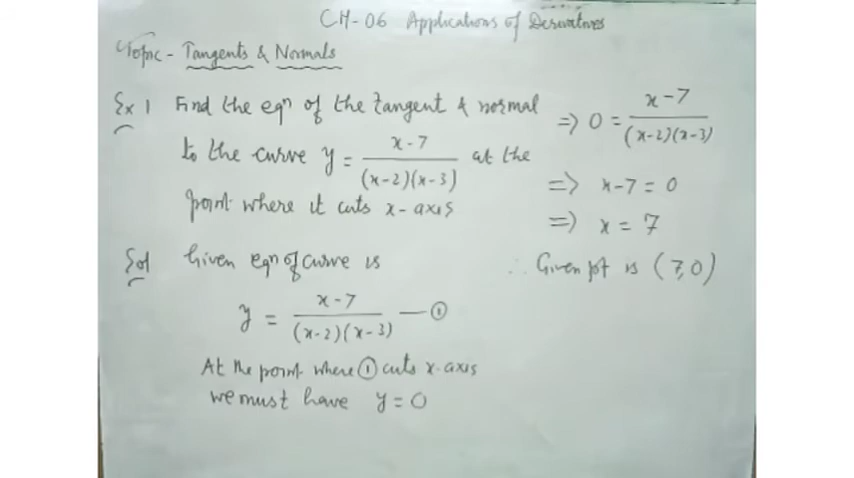 CH-06 Applications of Derivatives
Topic - Tangents & Normals
Ex 1 Find the eqn of the tangent & normal
to the curve y = (x-7)/((x-2)(x-3)) at the
point where it cuts x-axis
Sol Given eqn of curve is
y = (x-7)/((x-2)(x-3)) — ①
At the point where ① cuts x-axis
we must have y = 0
=> 0 = (x-7)/((x-2)(x-3))
=> x-7 = 0
=> x = 7
∴ Given pt is (7,0)